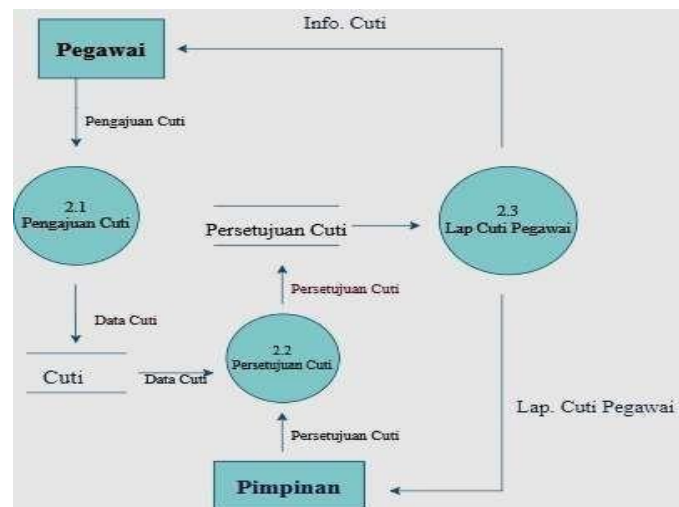 Info. Cuti
Pegawai
Pengajuan Cuti
2.1
Pengajuan Cuti
Persetujuan Cuti
2.3
Lap Cuti Pegawai
Persetujuan Cuti
Data Cuti
2.2
Persetujuan Cuti
Cuti
Data Cuti
Lap. Cuti Pegawai
Persetujuan Cuti
Pimpinan